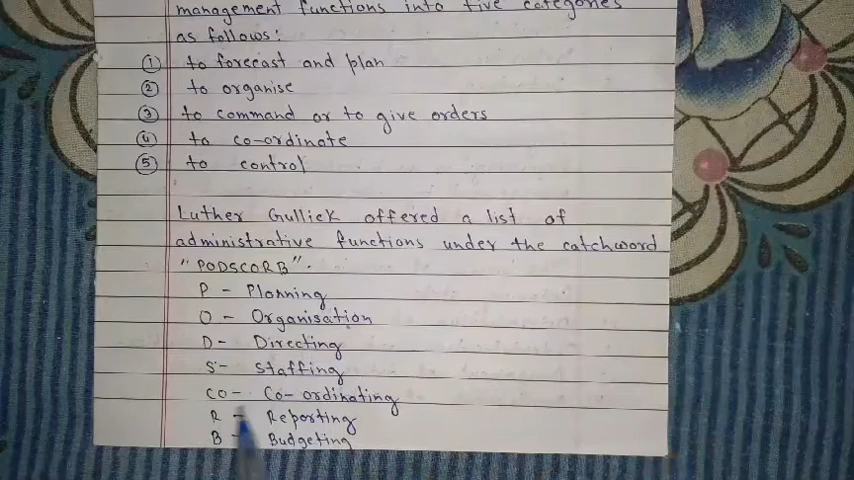 management functions into five categories
as follows:
① to forecast and plan
② to organise
③ to command or to give orders
④ to co-ordinate
⑤ to control
Luther Gullick offered a list of
administrative functions under the catchword
"PODSCORB".
P - Planning
O - Organisation
D - Directing
S - Staffing
CO - Co-ordinating
R - Reporting
B - Budgeting